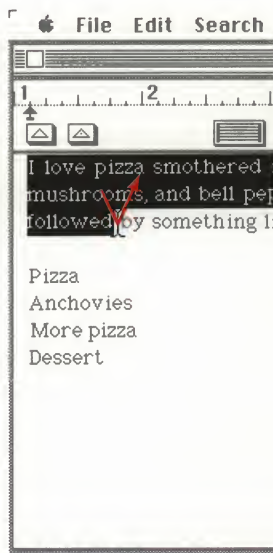 File Edit Search
1 2
I love pizza smothered
mushrooms, and bell pep
followed by something li
Pizza
Anchovies
More pizza
Dessert